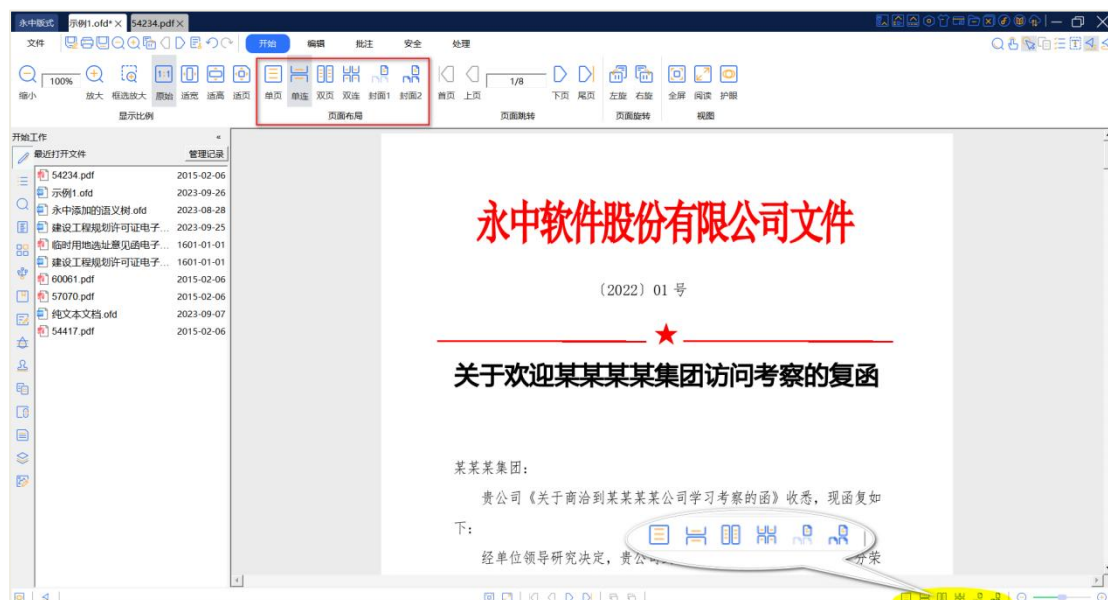 永中版式 示例1.ofd* × 54234.pdf ×
文件 开始 编辑 批注 安全 处理
100% 1:1 1/8
缩小 放大 框选放大 原始 适宽 适高 适页 单页 单连 双页 双连 封面1 封面2 首页 上页 下页 尾页 左旋 右旋 全屏 阅读 护眼
显示比例 页面布局 页面跳转 页面旋转 视图
开始工作 «
最近打开文件 管理记录
54234.pdf 2015-02-06
示例1.ofd 2023-09-26
永中添加的语义树.ofd 2023-08-28
建设工程规划许可证电子... 2023-09-25
临时用地选址意见函电子... 1601-01-01
建设工程规划许可证电子... 1601-01-01
60061.pdf 2015-02-06
57070.pdf 2015-02-06
纯文本文档.ofd 2023-09-07
54417.pdf 2015-02-06
永中软件股份有限公司文件
〔2022〕01 号
关于欢迎某某某某集团访问考察的复函
某某某集团：
贵公司《关于商洽到某某某某公司学习考察的函》收悉，现函复如
下：
经单位领导研究决定，贵公司
分荣